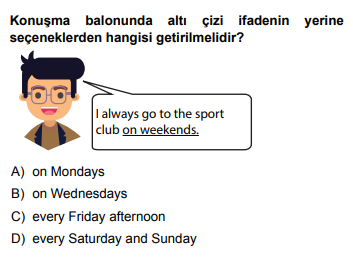 Konuşma balonunda altı çizi ifadenin yerine
seçeneklerden hangisi getirilmelidir?
I always go to the sport
club on weekends.
A) on Mondays
B) on Wednesdays
C) every Friday afternoon
D) every Saturday and Sunday